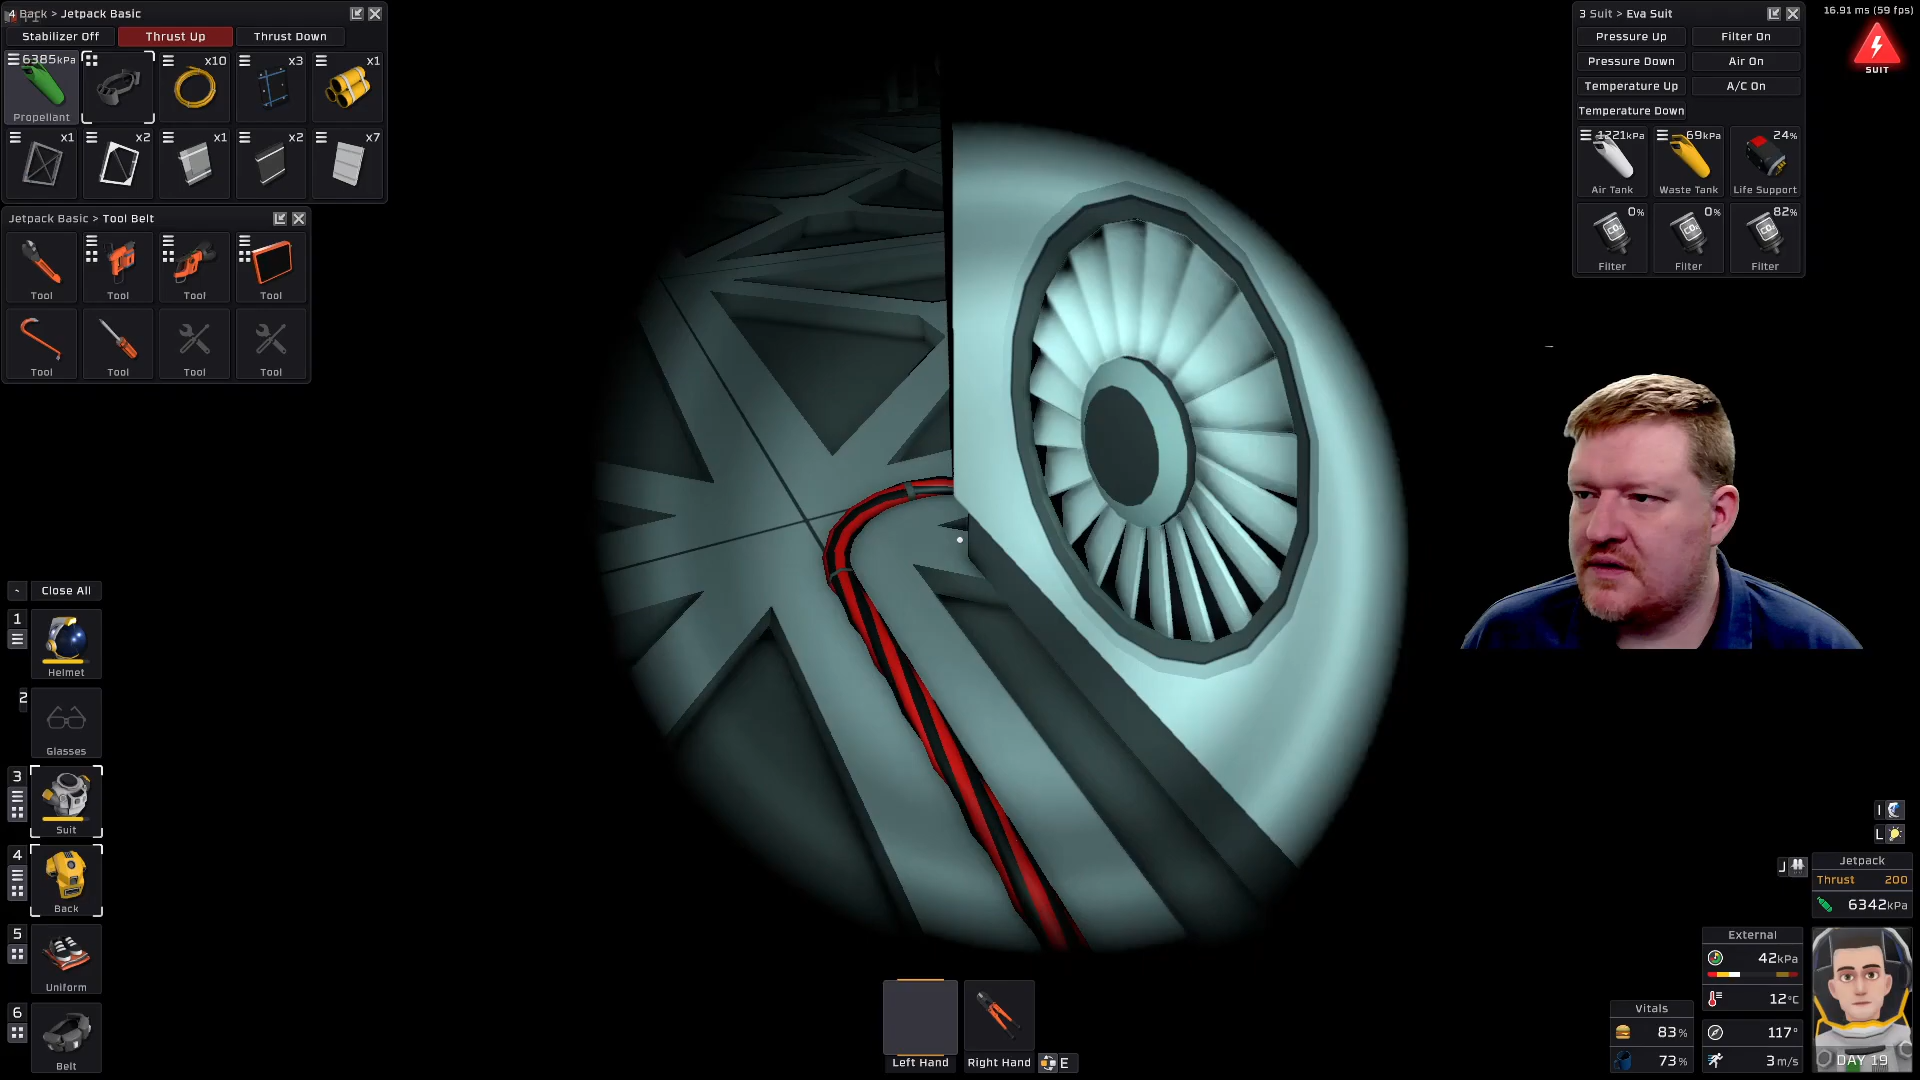 4 Back > Jetpack Basic
Stabilizer Off
Thrust Up
Thrust Down
6385kPa
x10
x3
x1
Propellant
x1
x2
x1
x2
x7
Jetpack Basic > Tool Belt
Tool
Tool
Tool
Tool
Tool
Tool
Tool
Tool
~ Close All
1
Helmet
2
Glasses
3
Suit
4
Back
5
Uniform
6
Belt
3 Suit > Eva Suit
Pressure Up
Filter On
Pressure Down
Air On
Temperature Up
A/C On
Temperature Down
1221kPa
69kPa
24%
Air Tank
Waste Tank
Life Support
0%
0%
82%
CO₂
CO₂
CO₂
Filter
Filter
Filter
16.91 ms (59 fps)
SUIT
I
L
J
Jetpack
Thrust 200
6342kPa
External
42kPa
12°C
117°
3m/s
Vitals
83%
73%
DAY 19
Left Hand
Right Hand
E